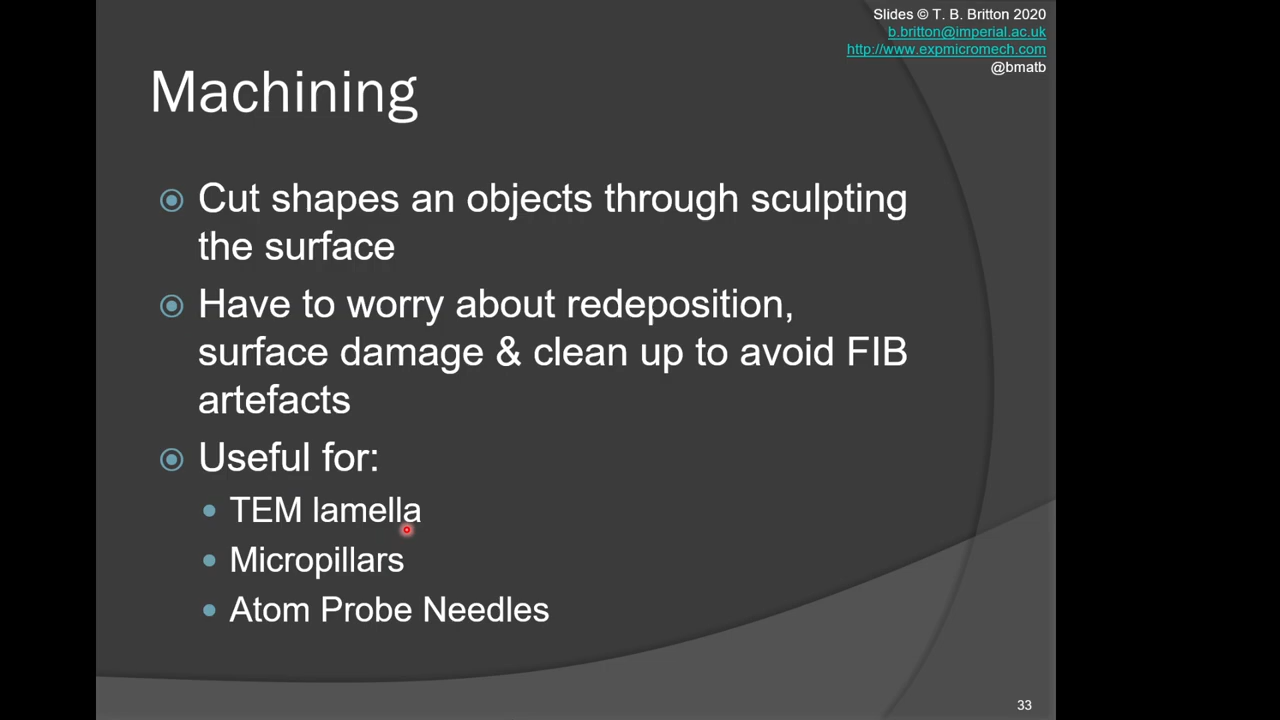 Slides © T. B. Britton 2020
b.britton@imperial.ac.uk
http://www.expmicromech.com
@bmatb
Machining
Cut shapes an objects through sculpting
the surface
Have to worry about redeposition,
surface damage & clean up to avoid FIB
artefacts
Useful for:
TEM lamella
Micropillars
Atom Probe Needles
33